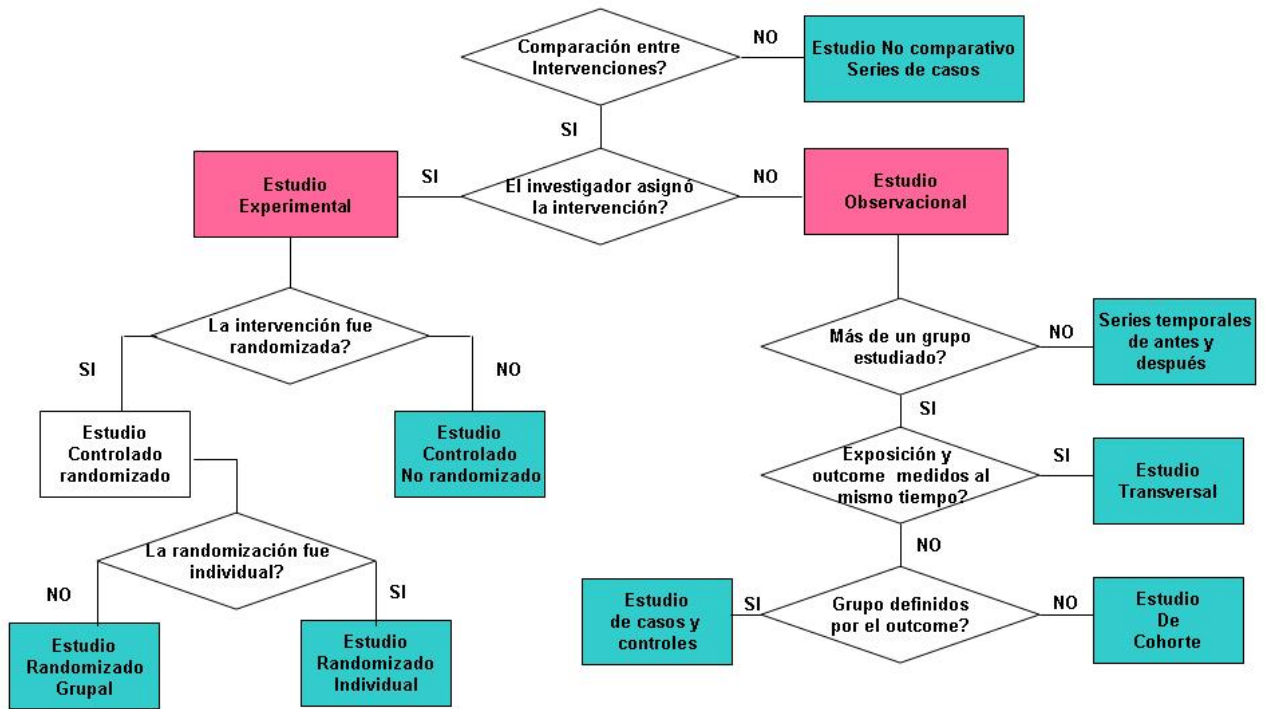 Comparación entre
Intervenciones?
NO
Estudio No comparativo
Series de casos
SI
Estudio
Experimental
SI
El investigador asignó
la intervención?
NO
Estudio
Observacional
La intervención fue
randomizada?
SI
NO
Estudio
Controlado
randomizado
Estudio
Controlado
No randomizado
La randomización fue
individual?
NO
SI
Estudio
Randomizado
Grupal
Estudio
Randomizado
Individual
Más de un grupo
estudiado?
NO
Series temporales
de antes y
después
SI
Exposición y
outcome medidos al
mismo tiempo?
SI
Estudio
Transversal
NO
Estudio
de casos y
controles
SI
Grupo definidos
por el outcome?
NO
Estudio
De
Cohorte